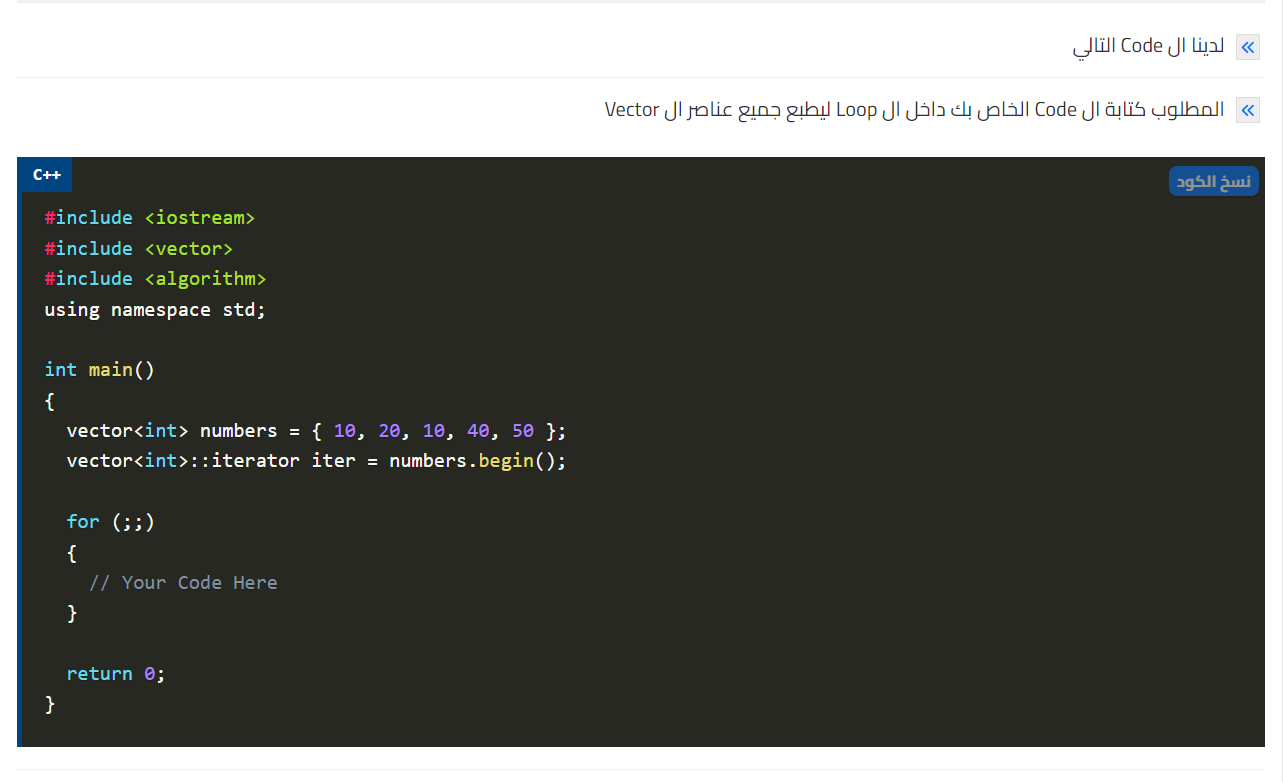 لدينا ال Code التالي
المطلوب كتابة ال Code الخاص بك داخل ال Loop ليطبع جميع عناصر ال Vector
C++
نسخ الكود
#include <iostream>
#include <vector>
#include <algorithm>
using namespace std;
int main()
{
  vector<int> numbers = { 10, 20, 10, 40, 50 };
  vector<int>::iterator iter = numbers.begin();
  for (;;)
  {
    // Your Code Here
  }
  return 0;
}